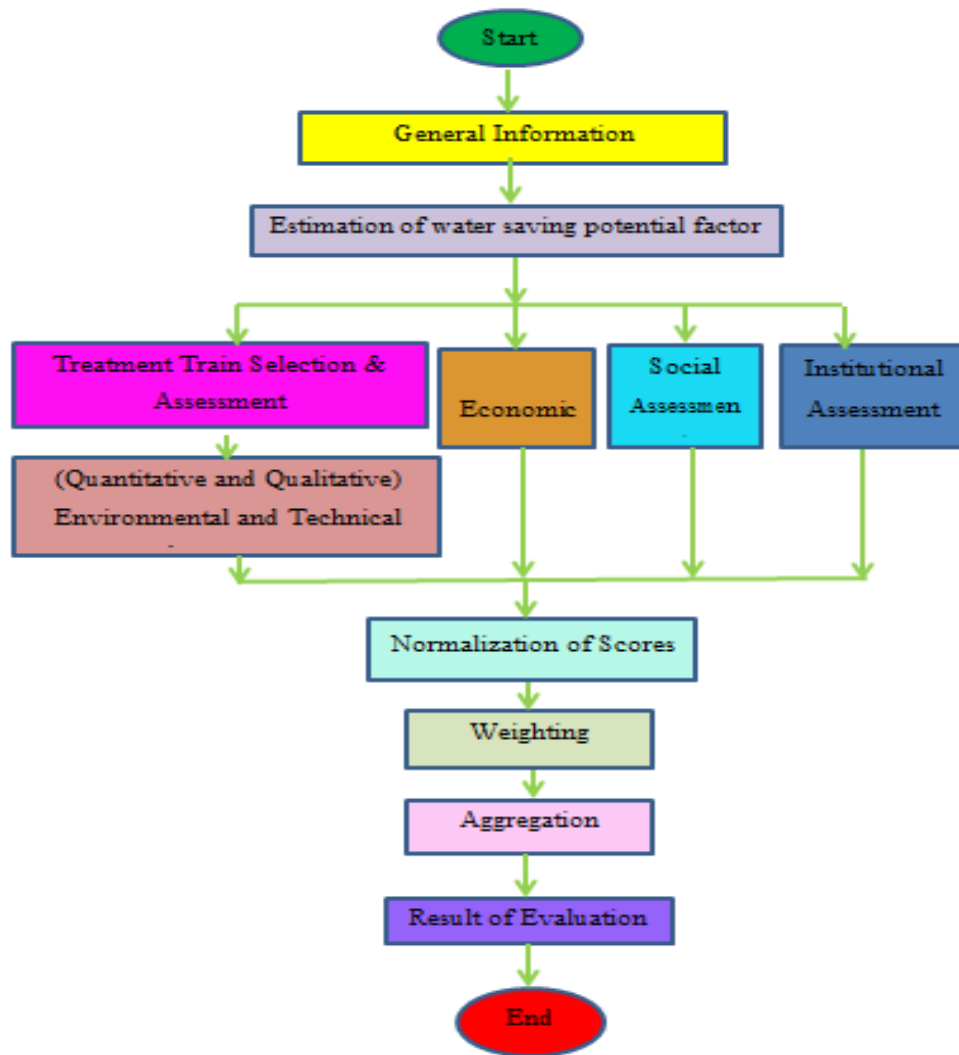 Start
General Information
Estimation of water saving potential factor
Treatment Train Selection &
Assessment
Economic
Social
Assessmen
Institutional
Assessment
(Quantitative and Qualitative)
Environmental and Technical
Normalization of Scores
Weighting
Aggregation
Result of Evaluation
End